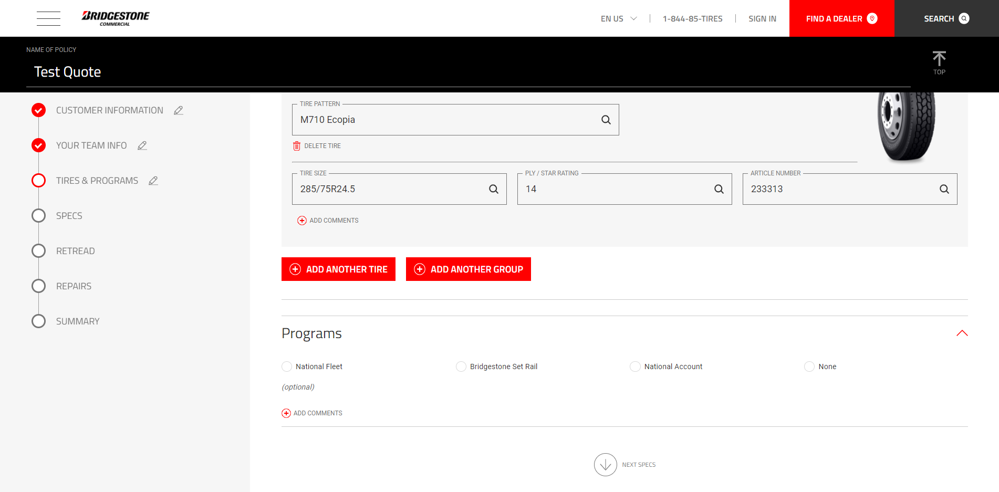 BRIDGESTONE
COMMERCIAL
EN US
1-844-85-TIRES
SIGN IN
FIND A DEALER
SEARCH
NAME OF POLICY
Test Quote
TOP
CUSTOMER INFORMATION
YOUR TEAM INFO
TIRES & PROGRAMS
SPECS
RETREAD
REPAIRS
SUMMARY
TIRE PATTERN
M710 Ecopia
DELETE TIRE
TIRE SIZE
285/75R24.5
PLY / STAR RATING
14
ARTICLE NUMBER
233313
ADD COMMENTS
ADD ANOTHER TIRE
ADD ANOTHER GROUP
Programs
National Fleet
Bridgestone Set Rail
National Account
None
(optional)
ADD COMMENTS
NEXT SPECS